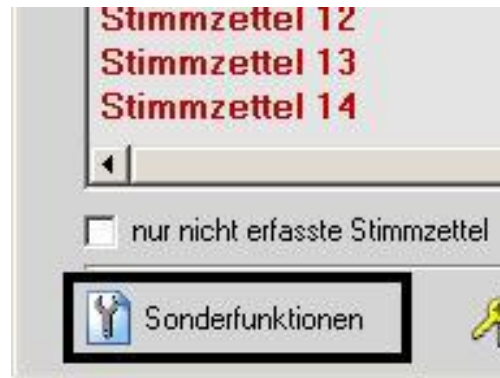 Stimmzettel 12
Stimmzettel 13
Stimmzettel 14
nur nicht erfasste Stimmzettel
Sonderfunktionen